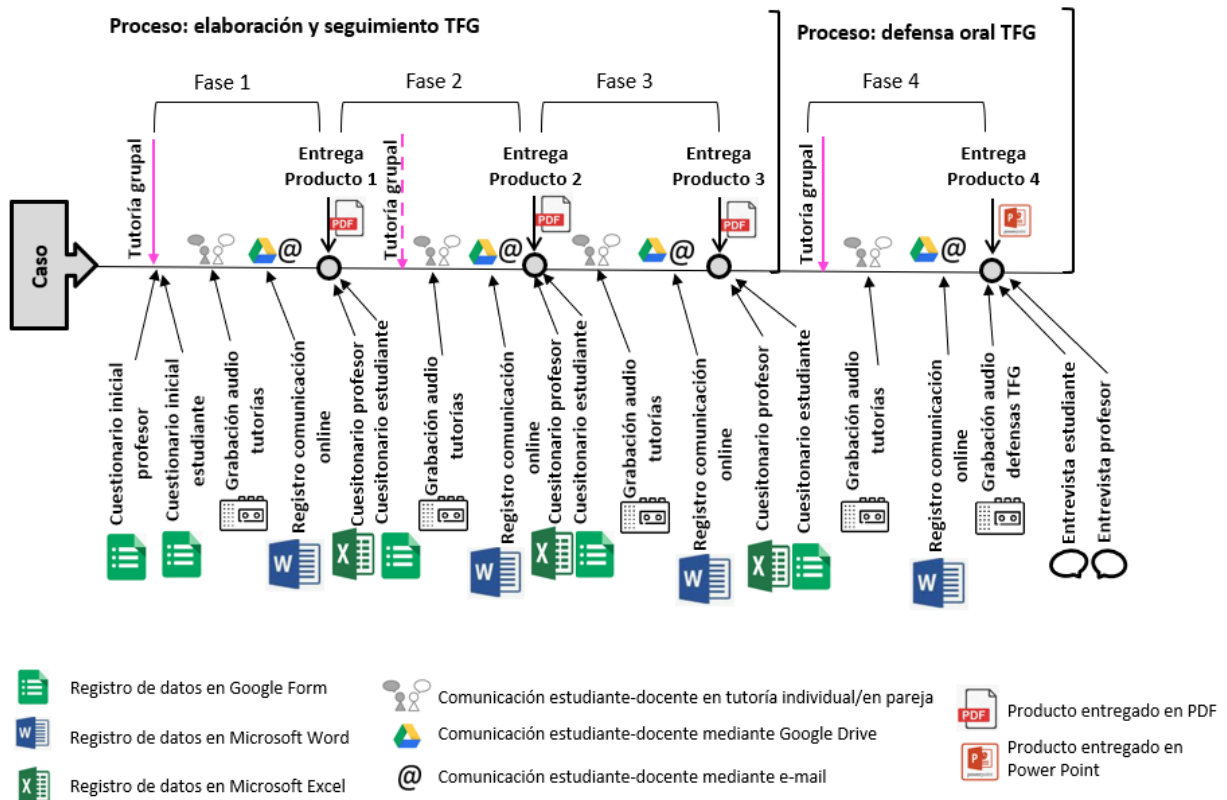 Proceso: elaboración y seguimiento TFG
Proceso: defensa oral TFG
Fase 1
Fase 2
Fase 3
Fase 4
Caso
Tutoría grupal
Entrega
Producto 1
PDF
Tutoría grupal
Entrega
Producto 2
PDF
Entrega
Producto 3
PDF
Tutoría grupal
Entrega
Producto 4
P
powerpoint
@
@
@
@
Cuestionario inicial
profesor
Cuestionario inicial
estudiante
Grabación audio
tutorías
Registro comunicación
online
Cuesitonario profesor
Cuesitonario estudiante
Grabación audio
tutorías
Registro comunicación
online
Cuesitonario profesor
Cuesitonario estudiante
Grabación audio
tutorías
Registro comunicación
online
Cuesitonario profesor
Cuesitonario estudiante
Grabación audio
tutorías
Registro comunicación
online
Grabación audio
defensas TFG
Entrevista estudiante
Entrevista profesor
W
X
W
X
W
X
W
Registro de datos en Google Form
W
Registro de datos en Microsoft Word
X
Registro de datos en Microsoft Excel
Comunicación estudiante-docente en tutoría individual/en pareja
Comunicación estudiante-docente mediante Google Drive
@
Comunicación estudiante-docente mediante e-mail
PDF
Producto entregado en PDF
P
powerpoint
Producto entregado en
Power Point